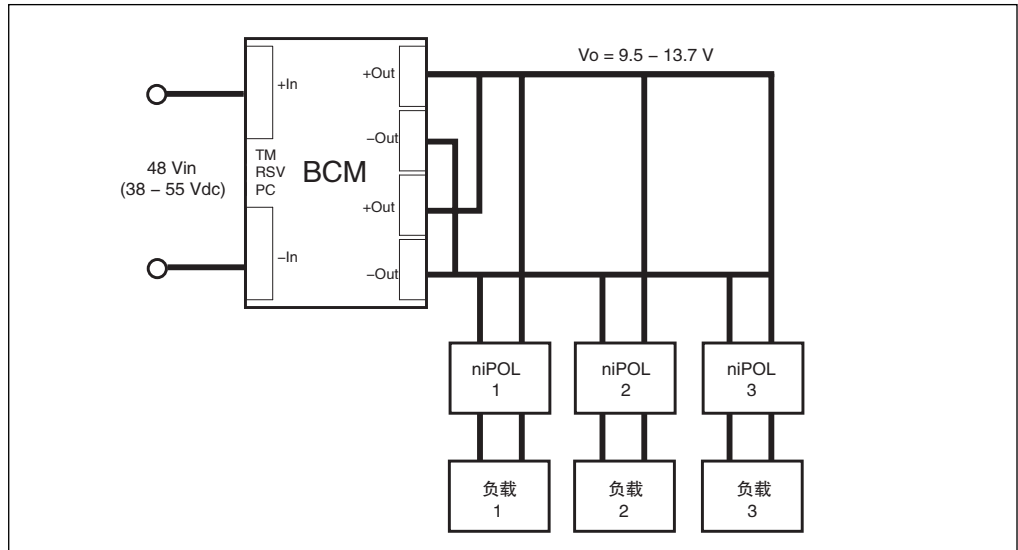 Vo = 9.5 – 13.7 V
+Out
+In
–Out
TM
RSV
PC
BCM
48 Vin
(38 – 55 Vdc)
+Out
–In
–Out
niPOL
1
niPOL
2
niPOL
3
负载
1
负载
2
负载
3